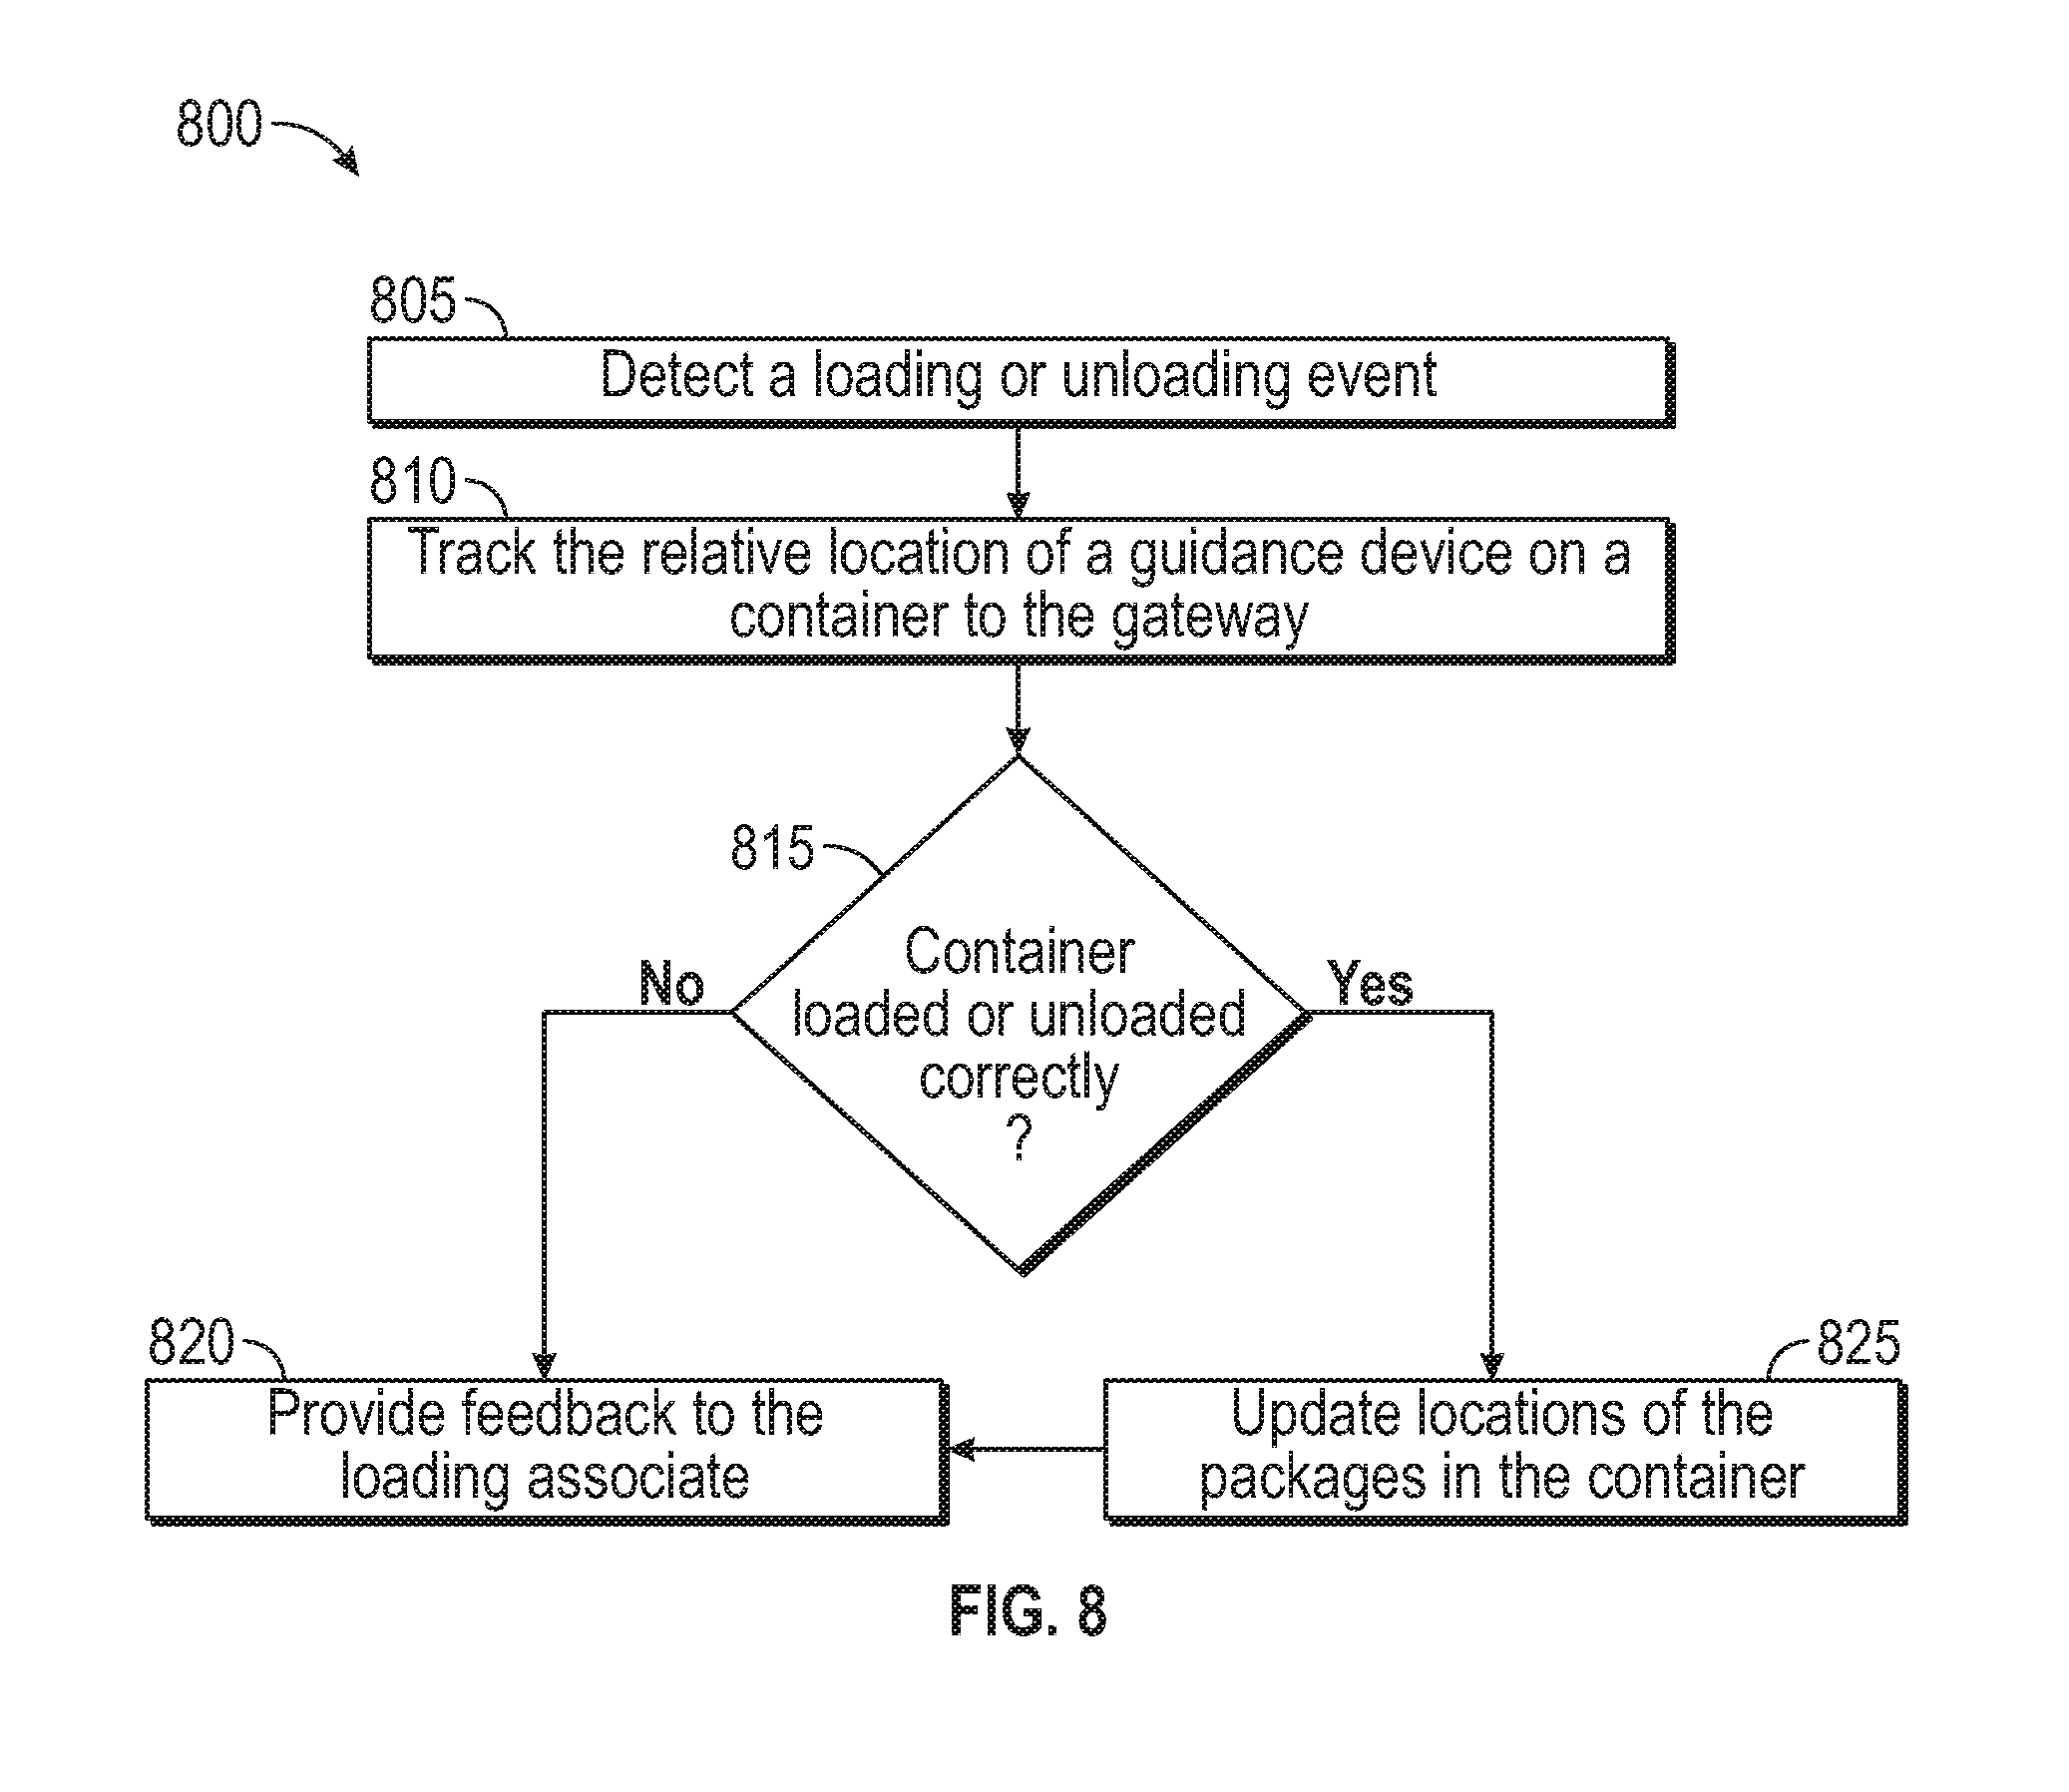 800
805
Detect a loading or unloading event
810
Track the relative location of a guidance device on a
container to the gateway
815
Container
loaded or unloaded
correctly
?
No
Yes
820
Provide feedback to the
loading associate
825
Update locations of the
packages in the container
FIG. 8